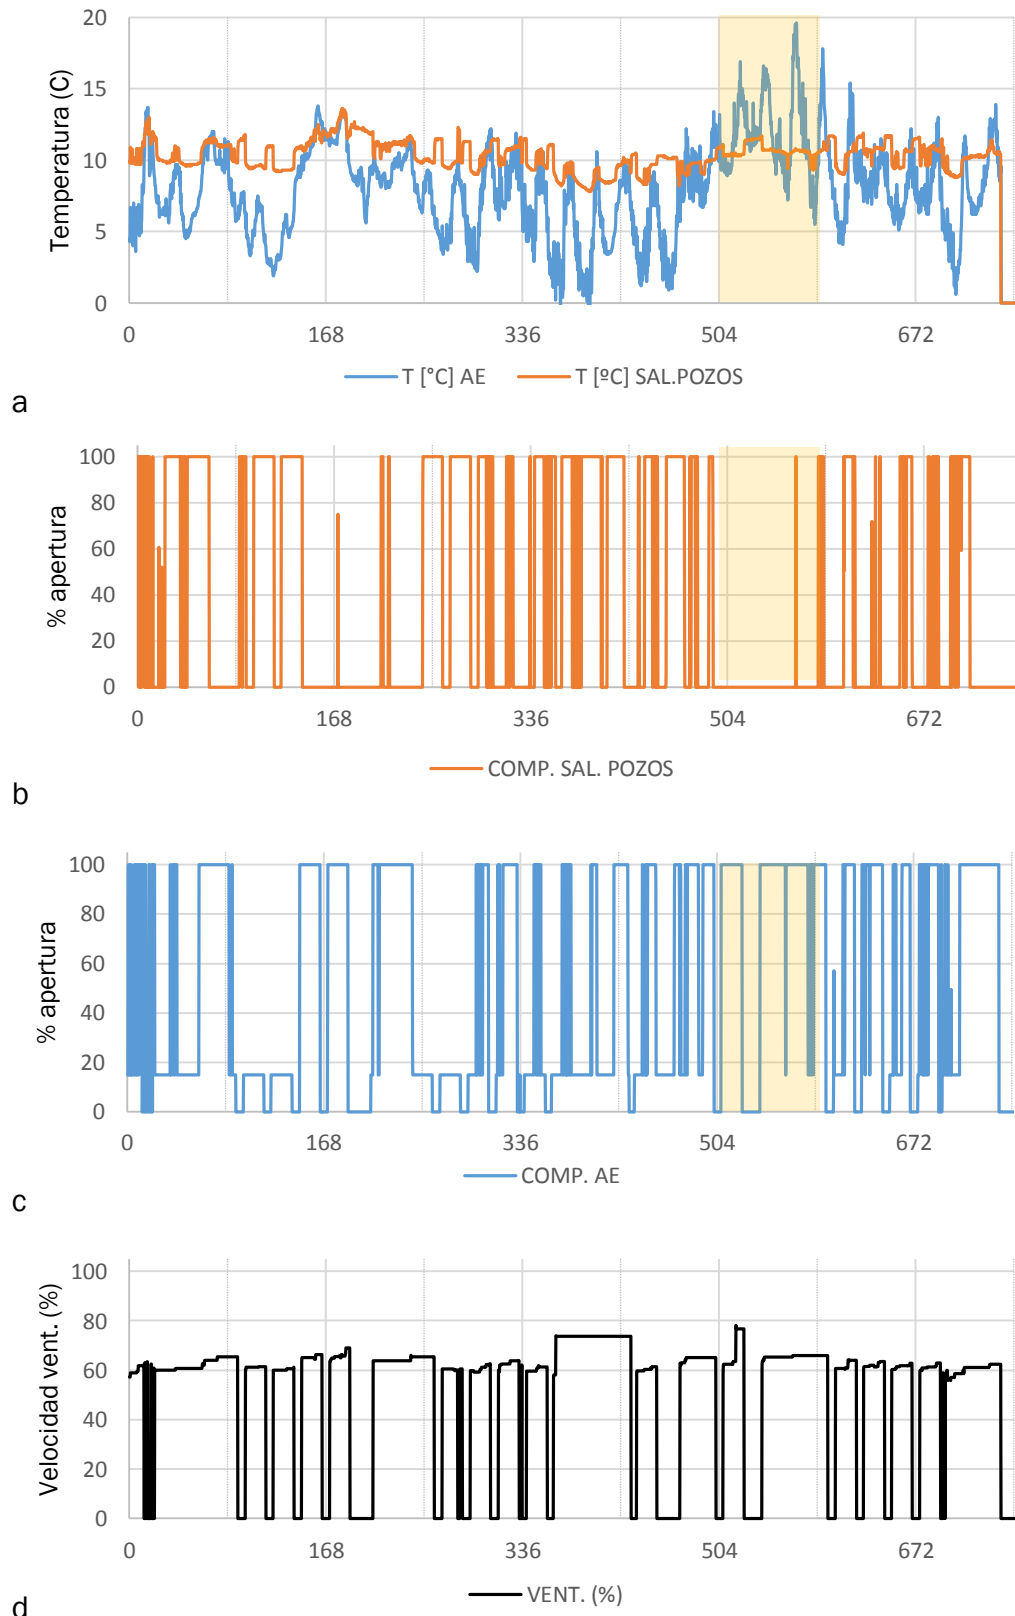 Temperatura (C)
20
15
10
5
0
0 168 336 504 672
T [°C] AE T [ºC] SAL.POZOS
a
% apertura
100
80
60
40
20
0
0 168 336 504 672
COMP. SAL. POZOS
b
% apertura
100
80
60
40
20
0
0 168 336 504 672
COMP. AE
c
Velocidad vent. (%)
100
80
60
40
20
0
0 168 336 504 672
VENT. (%)
d